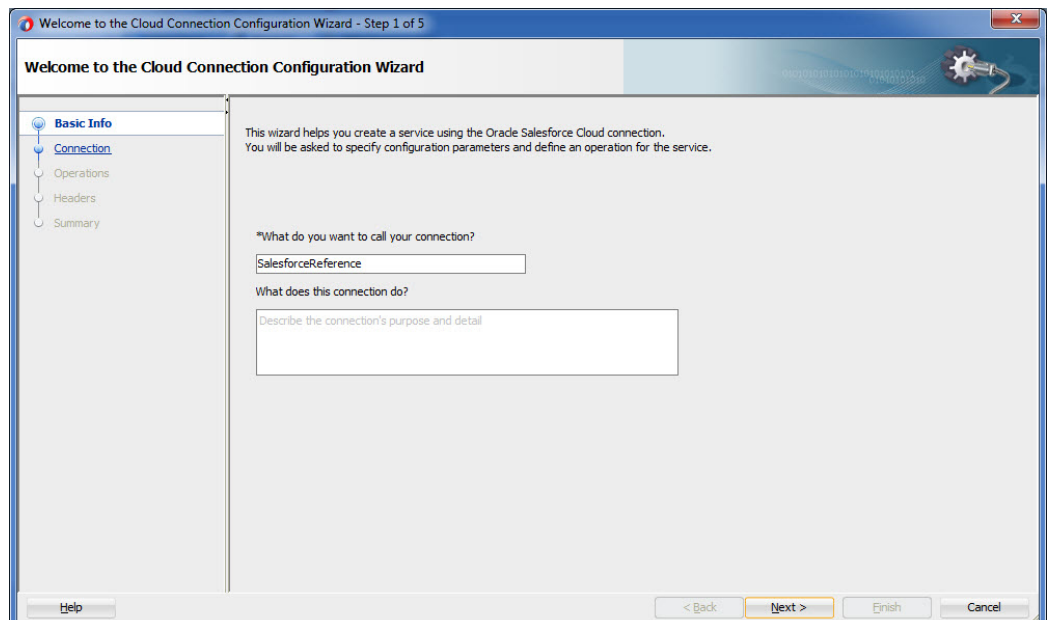 Welcome to the Cloud Connection Configuration Wizard - Step 1 of 5
Welcome to the Cloud Connection Configuration Wizard
Basic Info
Connection
Operations
Headers
Summary
This wizard helps you create a service using the Oracle Salesforce Cloud connection.
You will be asked to specify configuration parameters and define an operation for the service.
*What do you want to call your connection?
SalesforceReference
What does this connection do?
Describe the connection's purpose and detail
Help
< Back
Next >
Finish
Cancel